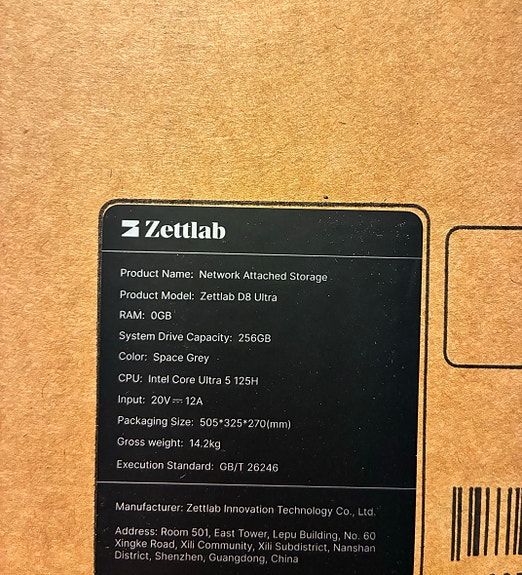 Zettlab
Product Name: Network Attached Storage
Product Model: Zettlab D8 Ultra
RAM: 0GB
System Drive Capacity: 256GB
Color: Space Grey
CPU: Intel Core Ultra 5 125H
Input: 20V⎓12A
Packaging Size: 505*325*270(mm)
Gross weight: 14.2kg
Execution Standard: GB/T 26246
Manufacturer: Zettlab Innovation Technology Co., Ltd.
Address: Room 501, East Tower, Lepu Building, No. 60
Xingke Road, Xili Community, Xili Subdistrict, Nanshan
District, Shenzhen, Guangdong, China